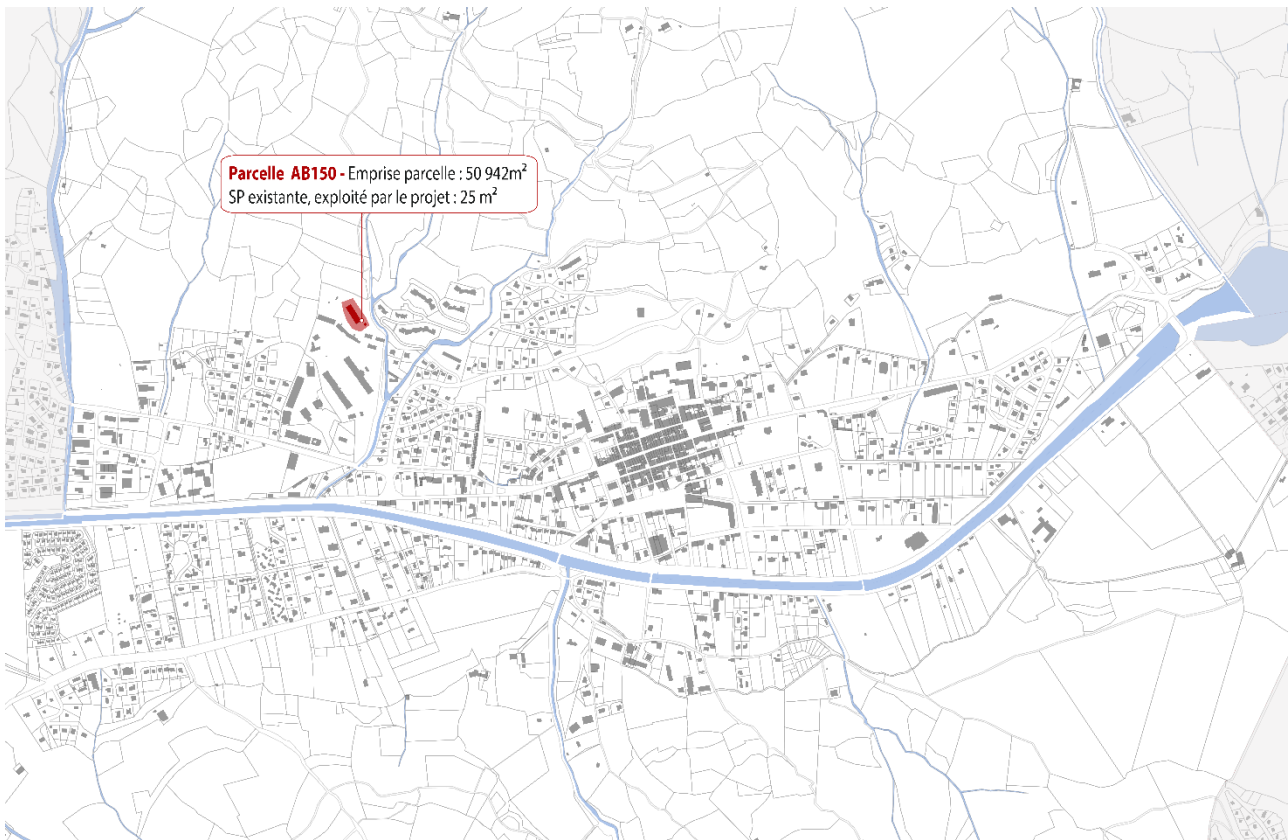 Parcelle AB150 - Emprise parcelle : 50 942m²
SP existante, exploité par le projet : 25 m²